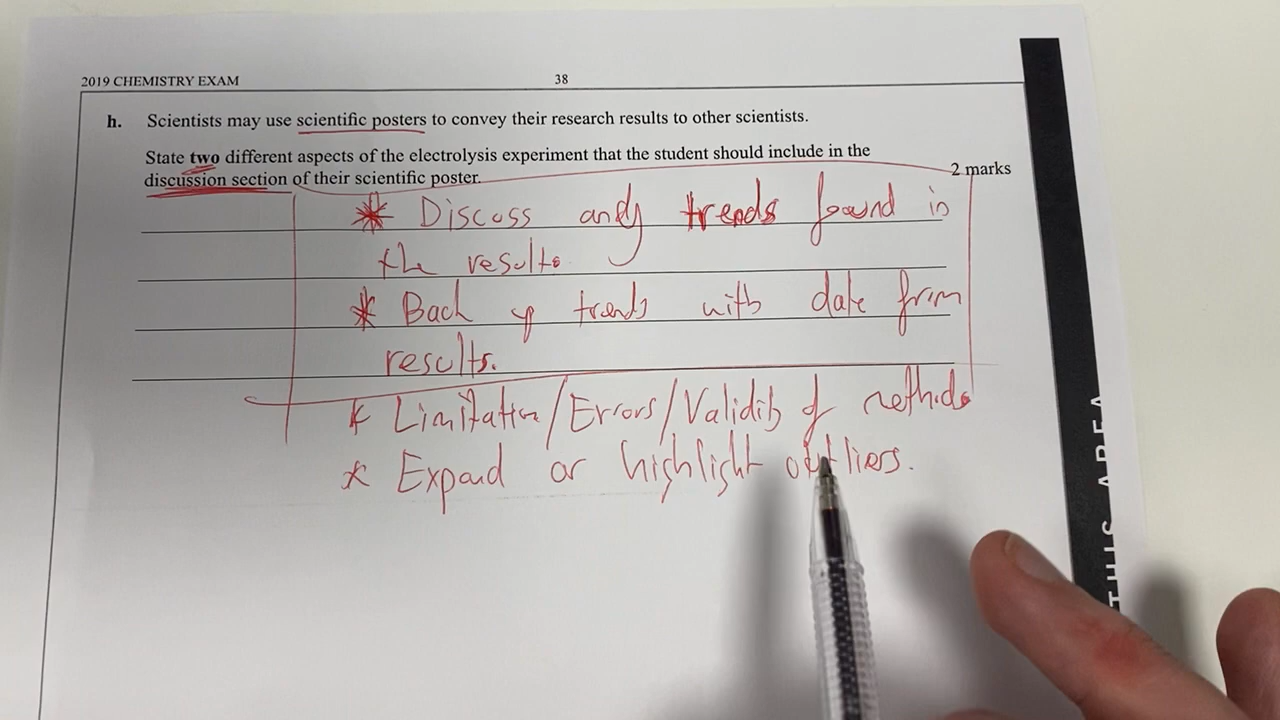 2019 CHEMISTRY EXAM 38
h. Scientists may use scientific posters to convey their research results to other scientists.
State two different aspects of the electrolysis experiment that the student should include in the
discussion section of their scientific poster. 2 marks
* Discuss any trends found in
the results
* Back up trends with date from
results.
* Limitation/Errors/Validity of methods
* Expand or highlight outliers.
THIS AREA